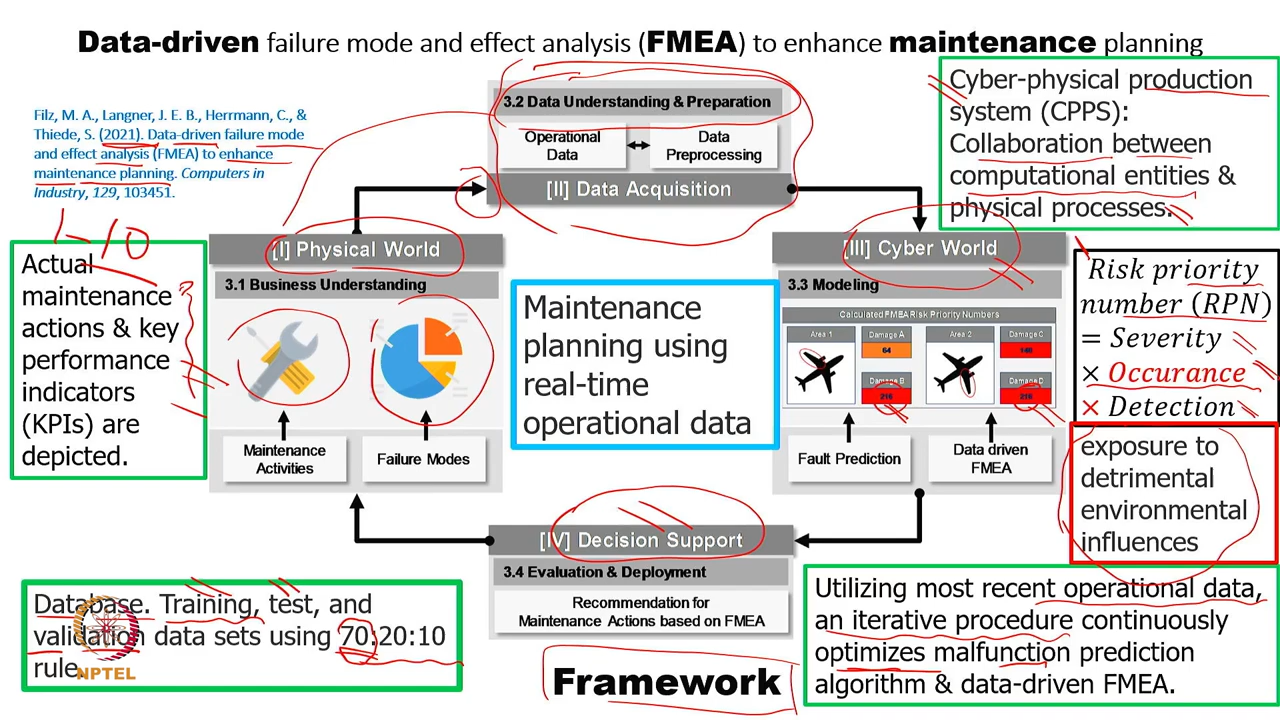 Data-driven failure mode and effect analysis (FMEA) to enhance maintenance planning
Filz, M. A., Langner, J. E. B., Herrmann, C., &
Thiede, S. (2021). Data-driven failure mode
and effect analysis (FMEA) to enhance
maintenance planning. Computers in
Industry, 129, 103451.
1-10
Actual
maintenance
actions & key
performance
indicators
(KPIs) are
depicted.
3.2 Data Understanding & Preparation
Operational
Data
Data
Preprocessing
[II] Data Acquisition
Cyber-physical production
system (CPPS):
Collaboration between
computational entities &
physical processes.
[I] Physical World
3.1 Business Understanding
Maintenance
Activities
Failure Modes
Maintenance
planning using
real-time
operational data
[III] Cyber World
3.3 Modeling
Calculated FMEA Risk Priority Numbers
Area 1
Damage A
64
Damage B
216
Area 2
Damage C
Damage D
216
Fault Prediction
Data driven
FMEA
Risk priority
number (RPN)
= Severity
× Occurance
× Detection
exposure to
detrimental
environmental
influences
[IV] Decision Support
3.4 Evaluation & Deployment
Recommendation for
Maintenance Actions based on FMEA
Framework
Database. Training, test, and
validation data sets using 70:20:10
rule.
NPTEL
Utilizing most recent operational data,
an iterative procedure continuously
optimizes malfunction prediction
algorithm & data-driven FMEA.